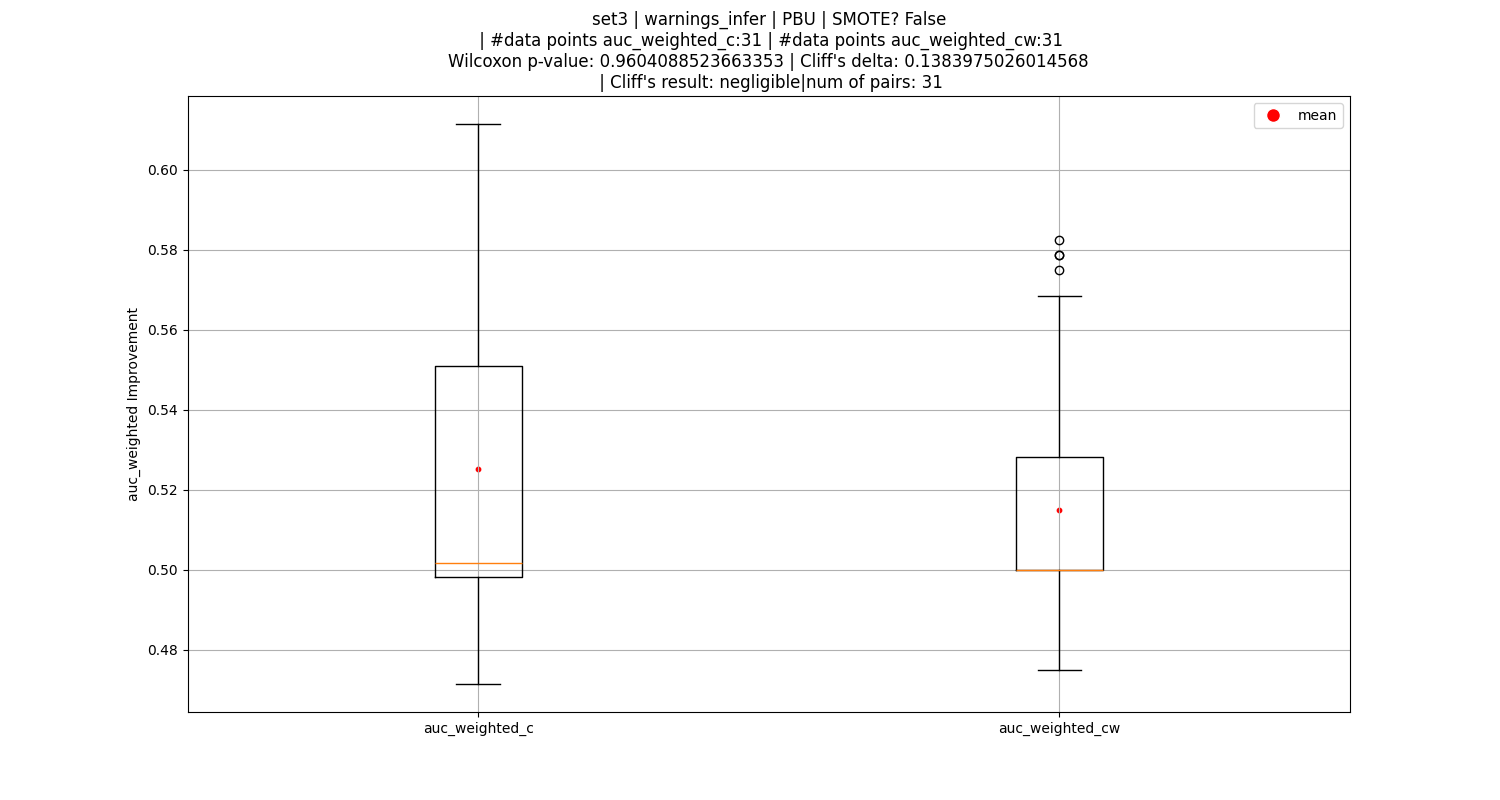 set3 | warnings_infer | PBU | SMOTE? False
| #data points auc_weighted_c:31 | #data points auc_weighted_cw:31
Wilcoxon p-value: 0.9604088523663353 | Cliff's delta: 0.1383975026014568
| Cliff's result: negligible|num of pairs: 31
mean
0.60
0.58
0.56
0.54
0.52
0.50
0.48
auc_weighted Improvement
auc_weighted_c
auc_weighted_cw